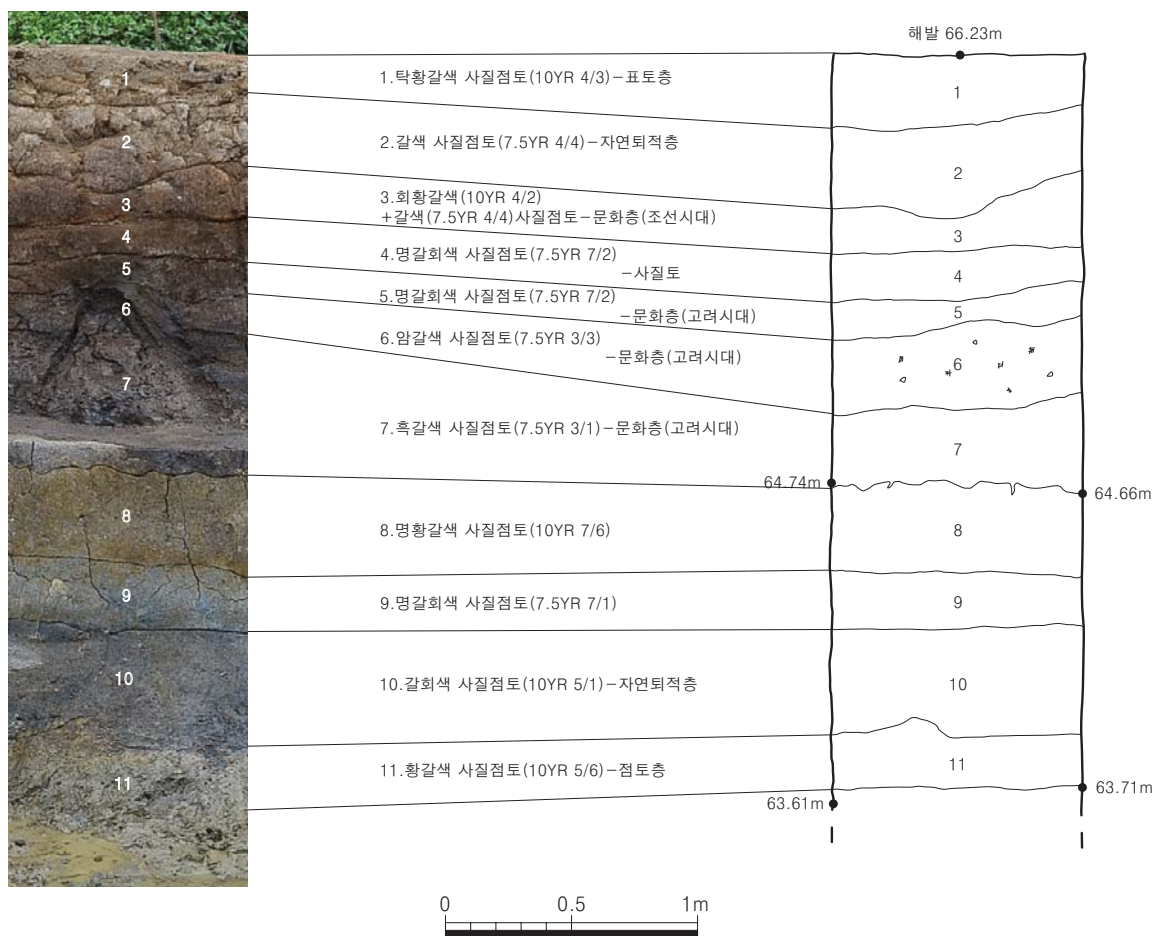 해발 66.23m
1
1.탁황갈색 사질점토(10YR 4/3)-표토층
1
2
2.갈색 사질점토(7.5YR 4/4)-자연퇴적층
2
3
3.회황갈색(10YR 4/2)
+갈색(7.5YR 4/4)사질점토-문화층(조선시대)
3
4
4.명갈회색 사질점토(7.5YR 7/2)
-사질토
4
5
5.명갈회색 사질점토(7.5YR 7/2)
-문화층(고려시대)
5
6
6.암갈색 사질점토(7.5YR 3/3)
-문화층(고려시대)
6
7
7.흑갈색 사질점토(7.5YR 3/1)-문화층(고려시대)
7
64.74m
64.66m
8
8.명황갈색 사질점토(10YR 7/6)
8
9
9.명갈회색 사질점토(7.5YR 7/1)
9
10
10.갈회색 사질점토(10YR 5/1)-자연퇴적층
10
11
11.황갈색 사질점토(10YR 5/6)-점토층
11
63.61m
63.71m
0 0.5 1m